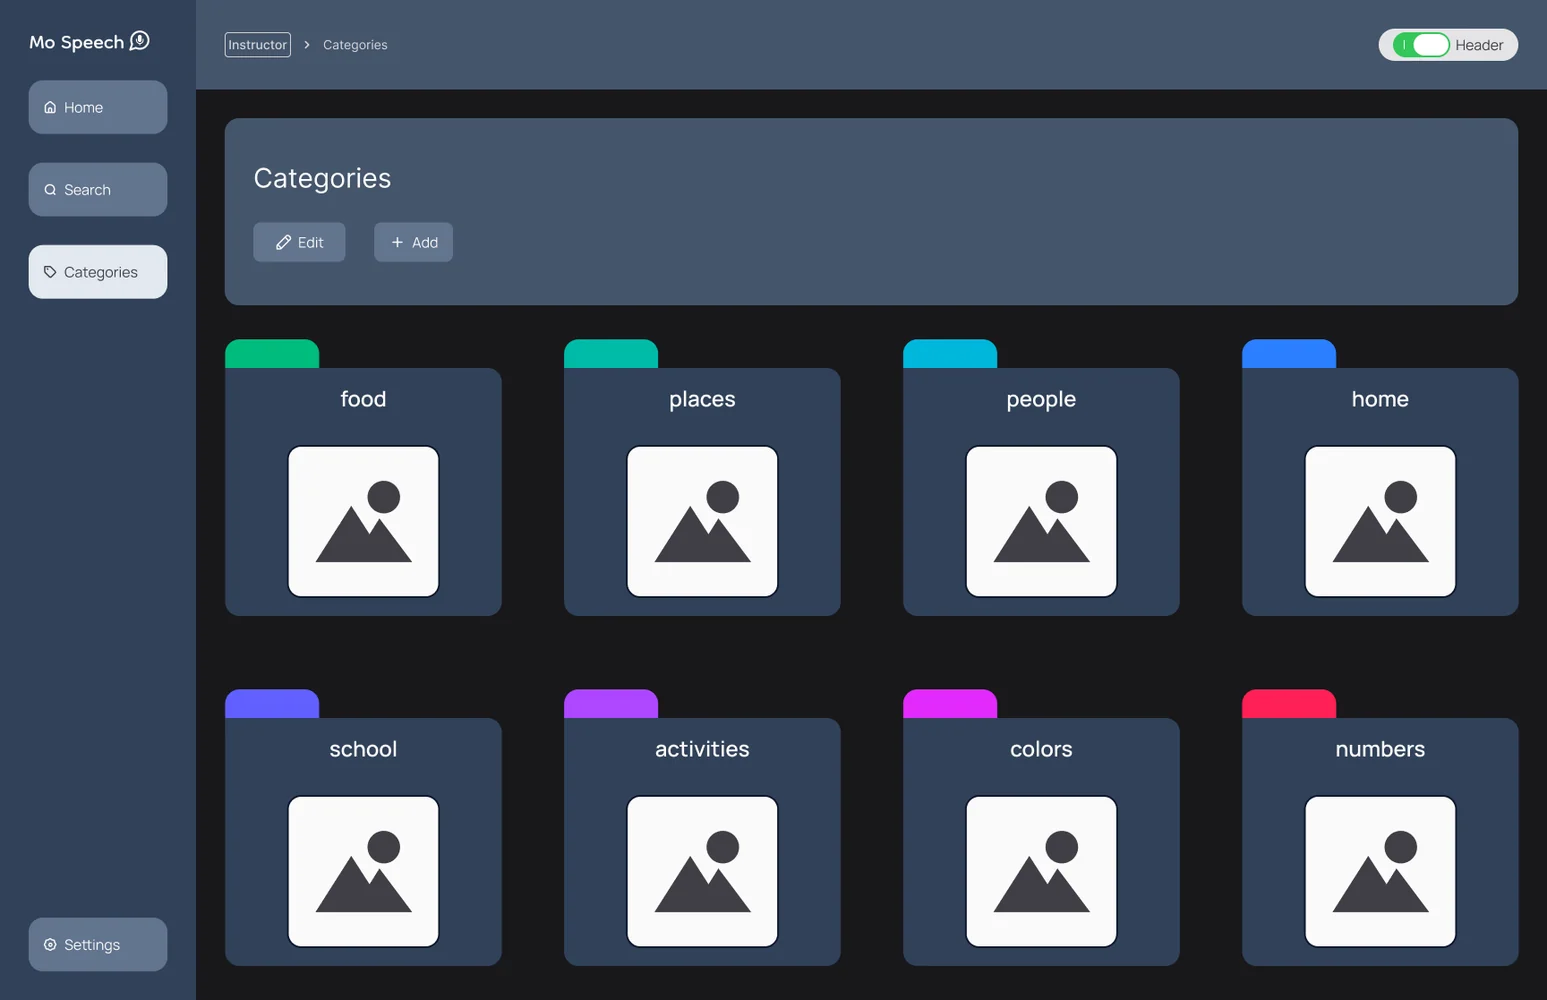 Mo Speech
Home
Search
Categories
Settings
Instructor > Categories
Header
Categories
Edit
Add
food
places
people
home
school
activities
colors
numbers